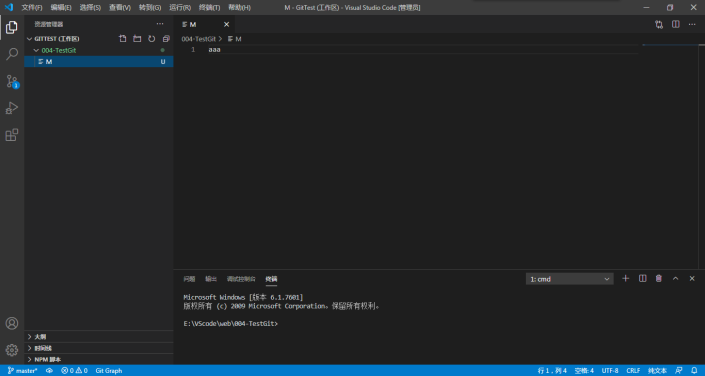 文件(F) 编辑(E) 选择(S) 查看(V) 转到(G) 运行(R) 终端(T) 帮助(H) M - GitTest (工作区) - Visual Studio Code [管理员]
资源管理器 ···
M
GITTEST (工作区)
004-TestGit
M U
004-TestGit > M
1 aaa
1
问题 输出 调试控制台 终端 1: cmd
Microsoft Windows [版本 6.1.7601]
版权所有 (c) 2009 Microsoft Corporation。保留所有权利。
E:\VScode\web\004-TestGit>
大纲
时间线
NPM 脚本
master* 0 0 Git Graph 行 1，列 4 空格: 4 UTF-8 CRLF 纯文本